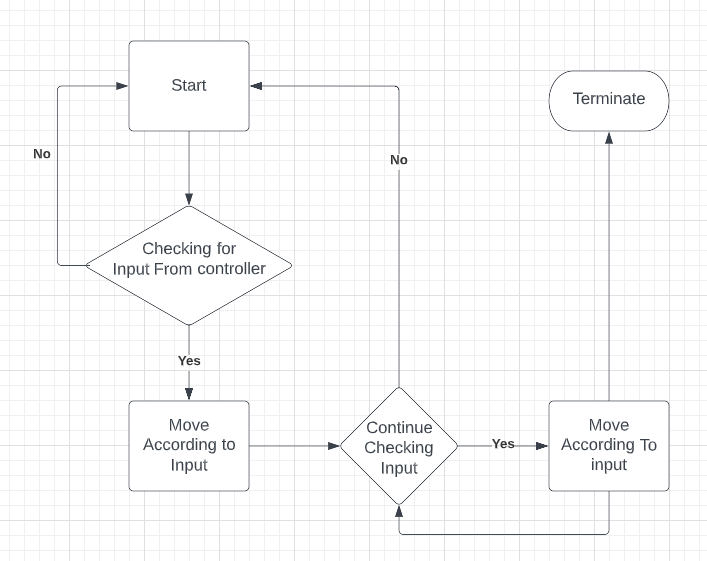 Start
Terminate
No
No
Checking for
Input From controller
Yes
Move
According to
Input
Continue
Checking
Input
Yes
Move
According To
input